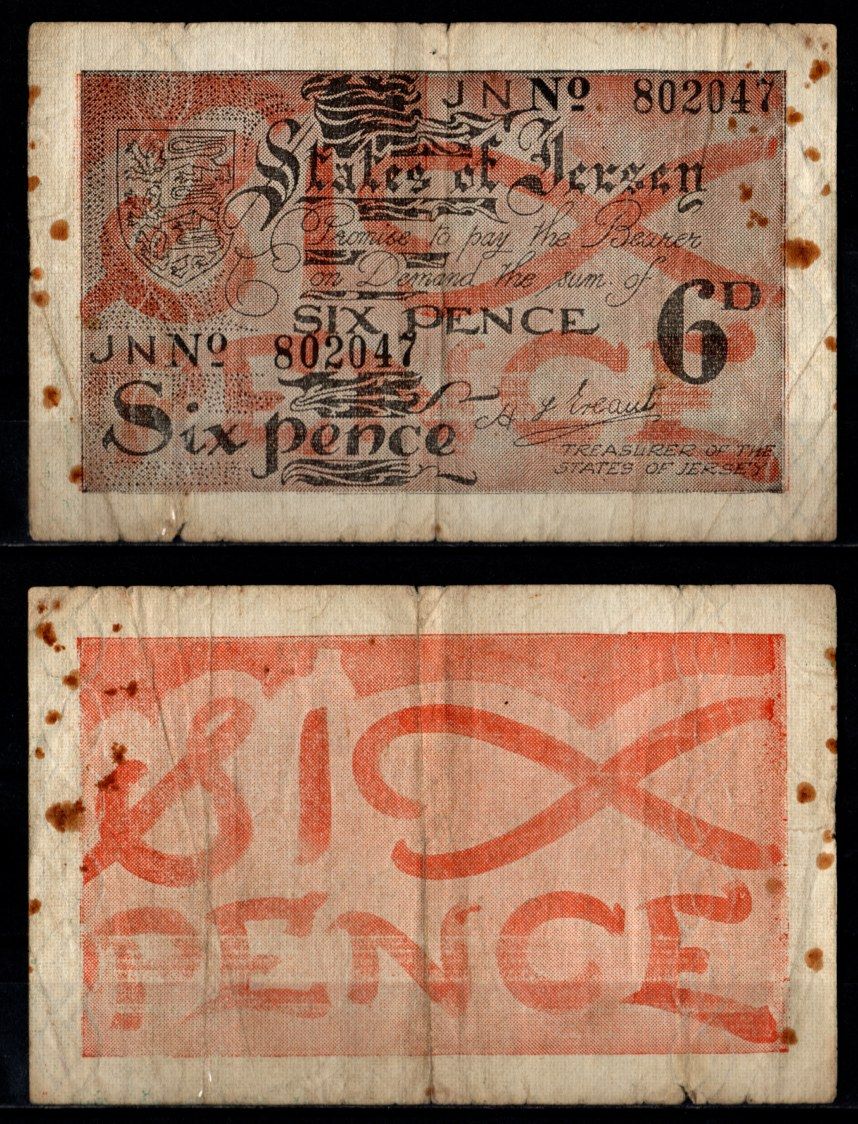 JN Nº 802047
States of Jersey
Promise to pay the Bearer
on Demand the sum of
SIX PENCE
6D
JN Nº 802047
Six pence
H J Ereaut
TREASURER OF THE
STATES OF JERSEY
SIX
PENCE